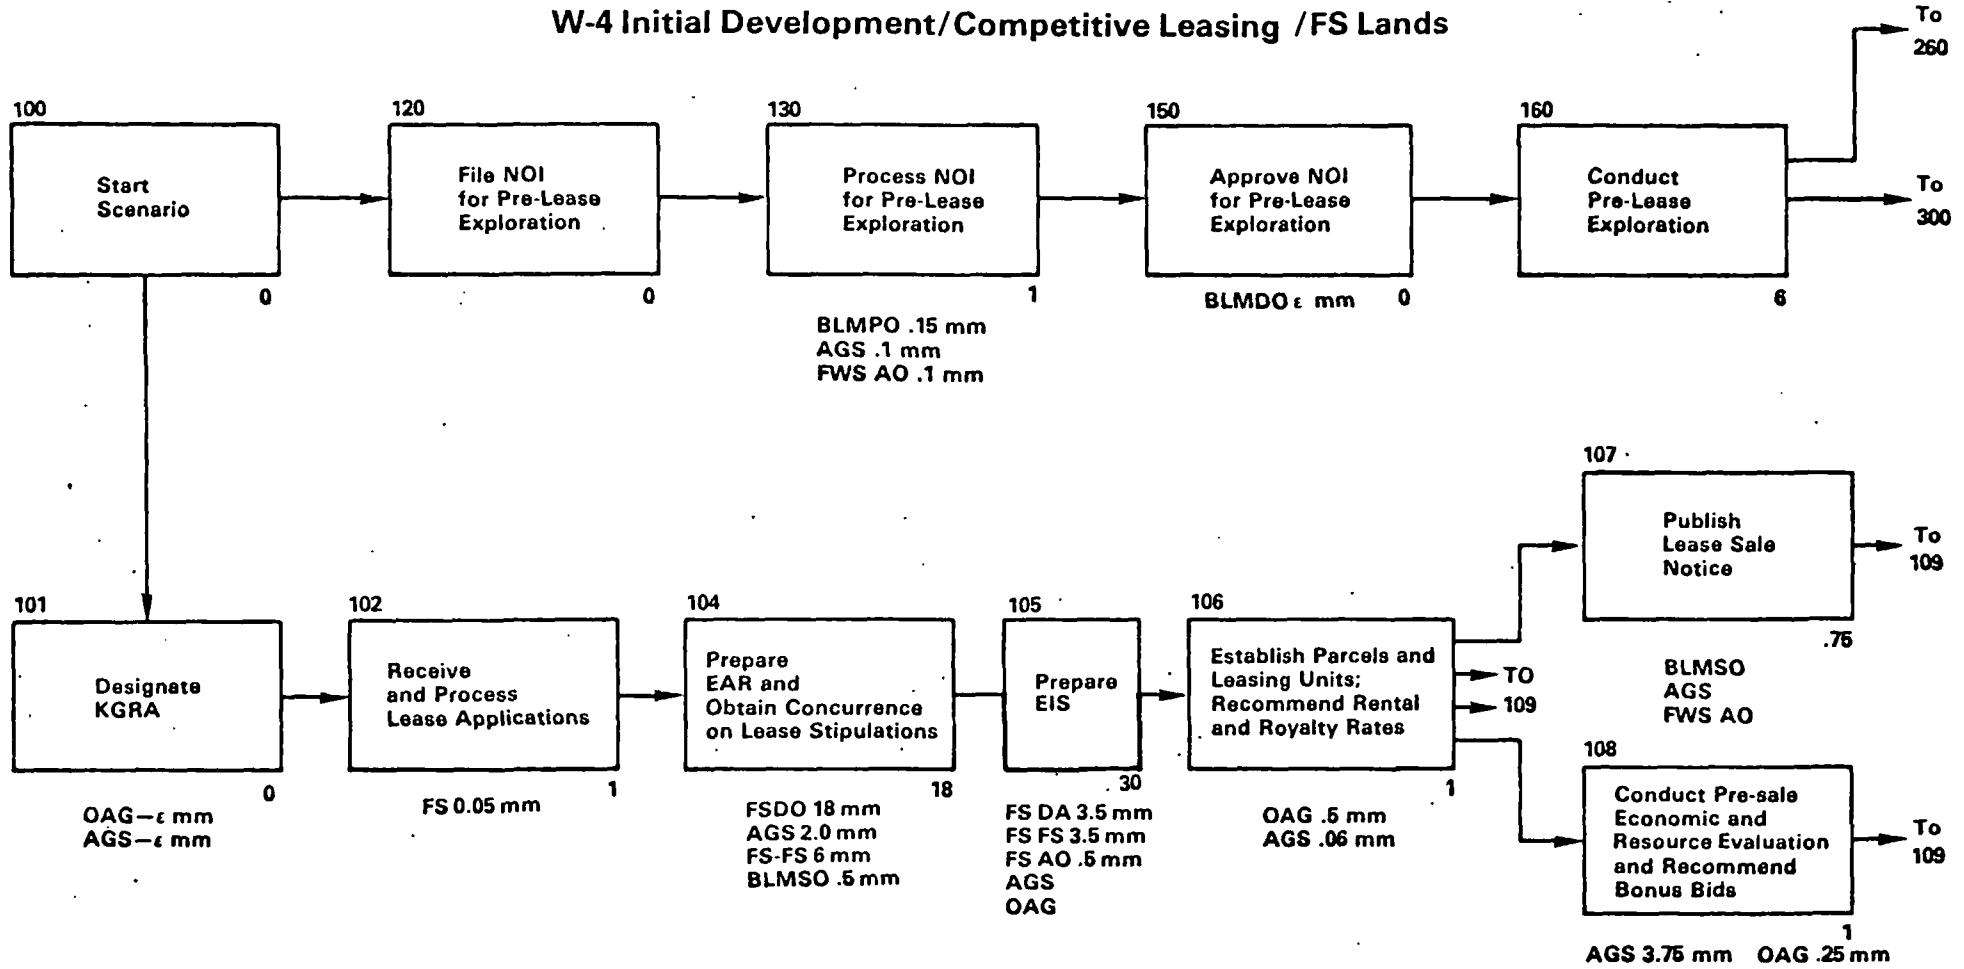 W-4 Initial Development/Competitive Leasing /FS Lands
To
260
100
Start
Scenario
0
120
File NOI
for Pre-Lease
Exploration
0
130
Process NOI
for Pre-Lease
Exploration
1
BLMPO .15 mm
AGS .1 mm
FWS AO .1 mm
150
Approve NOI
for Pre-Lease
Exploration
BLMDO ε mm
0
160
Conduct
Pre-Lease
Exploration
6
To
300
101
Designate
KGRA
0
OAG–ε mm
AGS–ε mm
102
Receive
and Process
Lease Applications
1
FS 0.05 mm
104
Prepare
EAR and
Obtain Concurrence
on Lease Stipulations
18
FSDO 18 mm
AGS 2.0 mm
FS-FS 6 mm
BLMSO .5 mm
105
Prepare
EIS
30
FS DA 3.5 mm
FS FS 3.5 mm
FS AO .5 mm
AGS
OAG
106
Establish Parcels and
Leasing Units;
Recommend Rental
and Royalty Rates
1
OAG .5 mm
AGS .06 mm
TO
109
107
Publish
Lease Sale
Notice
.75
To
109
BLMSO
AGS
FWS AO
108
Conduct Pre-sale
Economic and
Resource Evaluation
and Recommend
Bonus Bids
1
To
109
AGS 3.75 mm OAG .25 mm